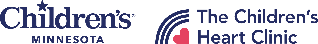 Children's
MINNESOTA
The Children's
Heart Clinic